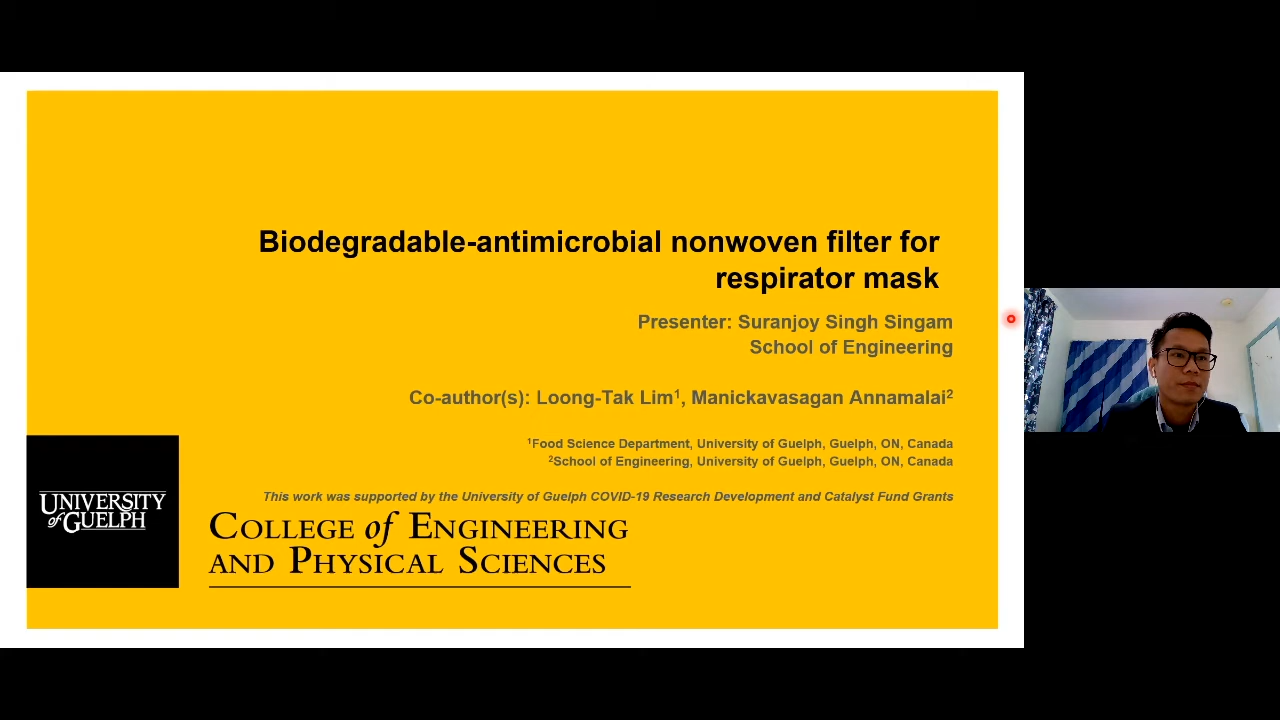 Biodegradable-antimicrobial nonwoven filter for
respirator mask
Presenter: Suranjoy Singh Singam
School of Engineering
Co-author(s): Loong-Tak Lim¹, Manickavasagan Annamalai²
¹Food Science Department, University of Guelph, Guelph, ON, Canada
²School of Engineering, University of Guelph, Guelph, ON, Canada
This work was supported by the University of Guelph COVID-19 Research Development and Catalyst Fund Grants
UNIVERSITY
of GUELPH
COLLEGE of ENGINEERING
AND PHYSICAL SCIENCES